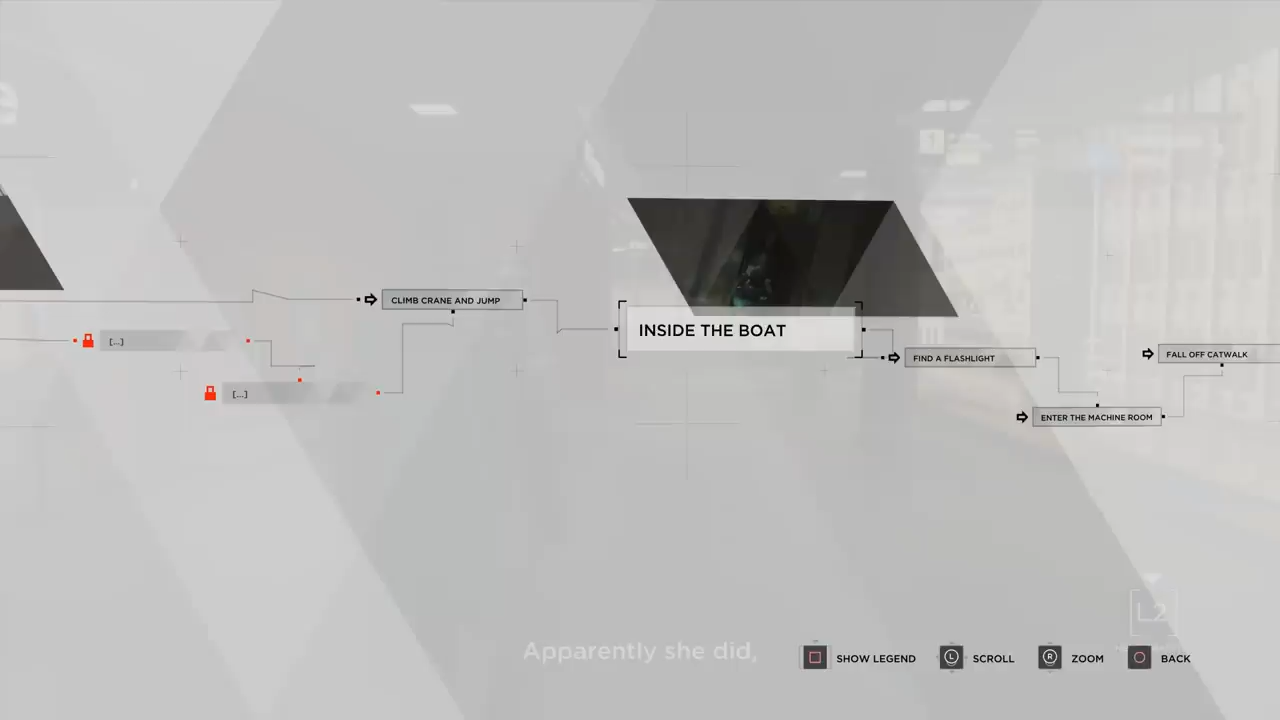 CLIMB CRANE AND JUMP
[...]
[...]
INSIDE THE BOAT
FIND A FLASHLIGHT
FALL OFF CATWALK
ENTER THE MACHINE ROOM
L2
Apparently she did,
SHOW LEGEND
L
SCROLL
R
ZOOM
BACK